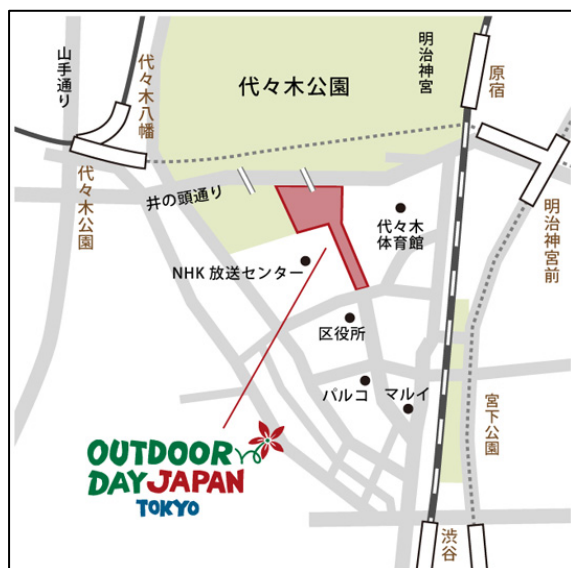 山手通り
代々木八幡
代々木公園
明治神宮
原宿
代々木公園
井の頭通り
代々木
体育館
明治神宮前
NHK 放送センター
区役所
パルコ
マルイ
宮下公園
OUTDOOR
DAY JAPAN
TOKYO
渋谷